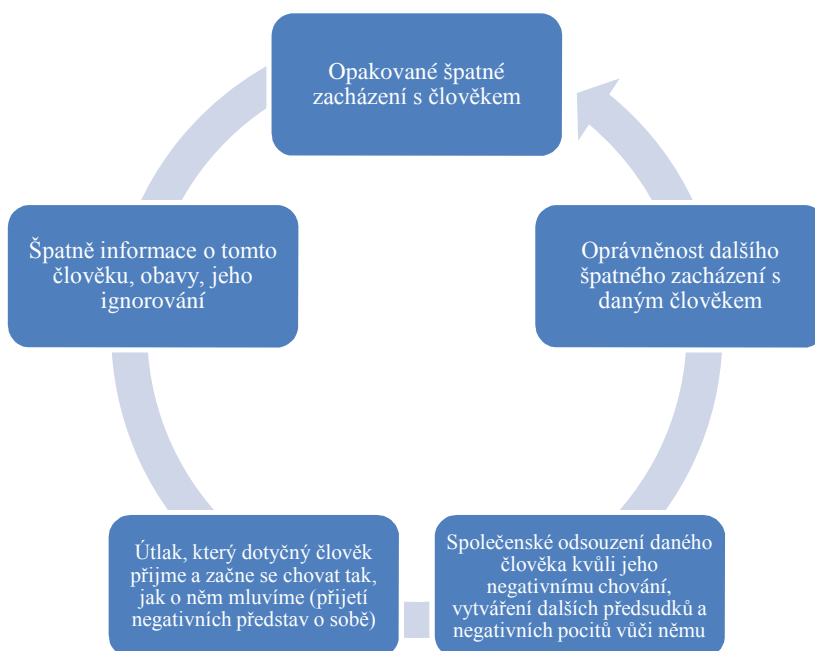 Opakované špatné
zacházení s člověkem
Špatně informace o tomto
člověku, obavy, jeho
ignorování
Oprávněnost dalšího
špatného zacházení s
daným člověkem
Útlak, který dotyčný člověk
přijme a začne se chovat tak,
jak o něm mluvíme (přijetí
negativních představ o sobě)
Společenské odsouzení daného
člověka kvůli jeho
negativnímu chování,
vytváření dalších předsudků a
negativních pocitů vůči němu